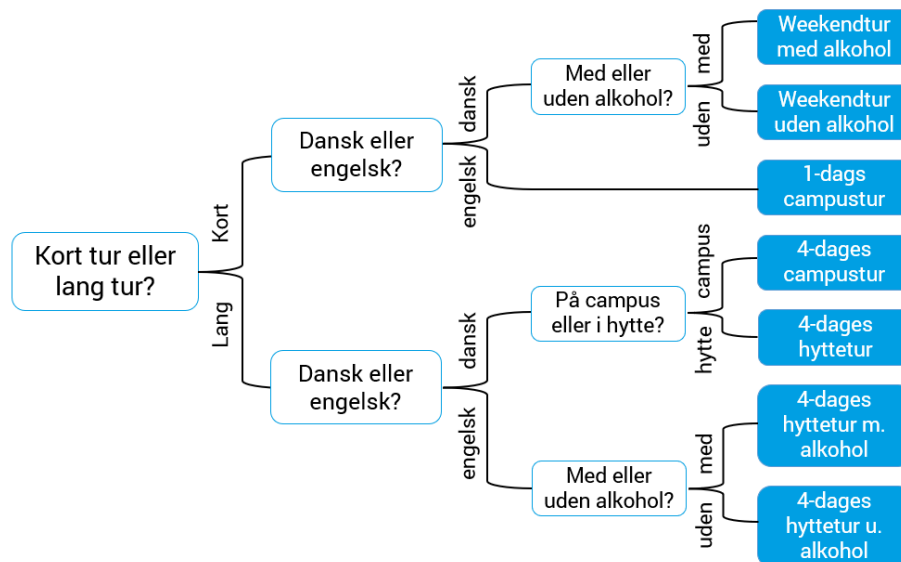 Kort tur eller
lang tur?
Kort
Lang
Dansk eller
engelsk?
dansk
engelsk
Med eller
uden alkohol?
med
uden
Weekendtur
med alkohol
Weekendtur
uden alkohol
1-dags
campustur
Dansk eller
engelsk?
dansk
engelsk
På campus
eller i hytte?
campus
hytte
4-dages
campustur
4-dages
hyttetur
Med eller
uden alkohol?
med
uden
4-dages
hyttetur m.
alkohol
4-dages
hyttetur u.
alkohol